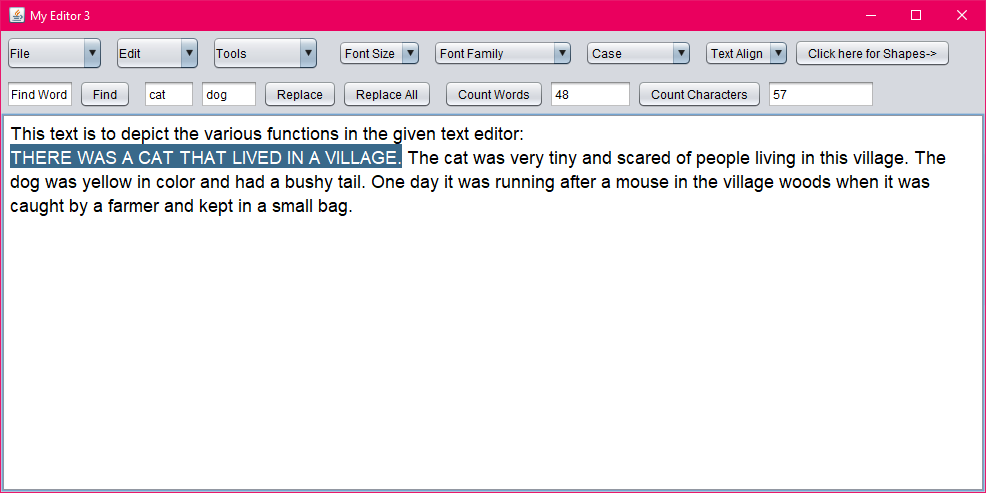 My Editor 3
File Edit Tools Font Size Font Family Case Text Align Click here for Shapes->
Find Word Find cat dog Replace Replace All Count Words 48 Count Characters 57
This text is to depict the various functions in the given text editor:
THERE WAS A CAT THAT LIVED IN A VILLAGE. The cat was very tiny and scared of people living in this village. The
dog was yellow in color and had a bushy tail. One day it was running after a mouse in the village woods when it was
caught by a farmer and kept in a small bag.